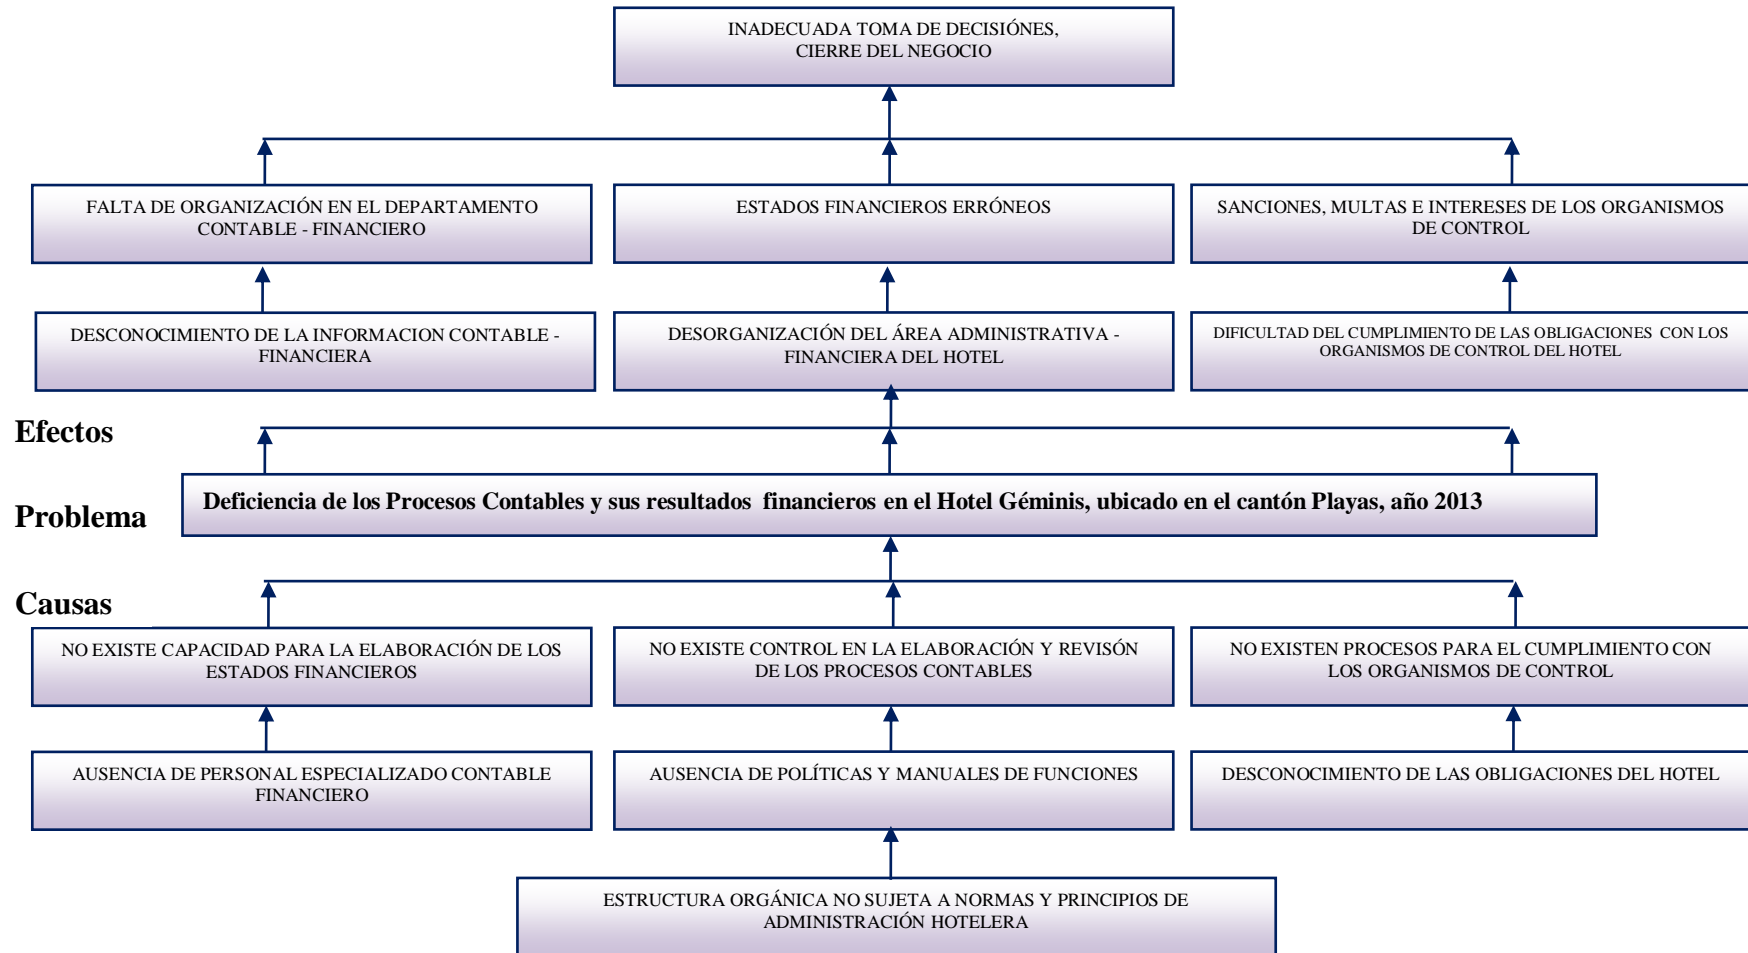 INADECUADA TOMA DE DECISIÓNES,
CIERRE DEL NEGOCIO
FALTA DE ORGANIZACIÓN EN EL DEPARTAMENTO
CONTABLE - FINANCIERO
ESTADOS FINANCIEROS ERRÓNEOS
SANCIONES, MULTAS E INTERESES DE LOS ORGANISMOS
DE CONTROL
DESCONOCIMIENTO DE LA INFORMACION CONTABLE -
FINANCIERA
DESORGANIZACIÓN DEL ÁREA ADMINISTRATIVA -
FINANCIERA DEL HOTEL
DIFICULTAD DEL CUMPLIMIENTO DE LAS OBLIGACIONES CON LOS
ORGANISMOS DE CONTROL DEL HOTEL
Efectos
Problema
Deficiencia de los Procesos Contables y sus resultados financieros en el Hotel Géminis, ubicado en el cantón Playas, año 2013
Causas
NO EXISTE CAPACIDAD PARA LA ELABORACIÓN DE LOS
ESTADOS FINANCIEROS
NO EXISTE CONTROL EN LA ELABORACIÓN Y REVISÓN
DE LOS PROCESOS CONTABLES
NO EXISTEN PROCESOS PARA EL CUMPLIMIENTO CON
LOS ORGANISMOS DE CONTROL
AUSENCIA DE PERSONAL ESPECIALIZADO CONTABLE
FINANCIERO
AUSENCIA DE POLÍTICAS Y MANUALES DE FUNCIONES
DESCONOCIMIENTO DE LAS OBLIGACIONES DEL HOTEL
ESTRUCTURA ORGÁNICA NO SUJETA A NORMAS Y PRINCIPIOS DE
ADMINISTRACIÓN HOTELERA